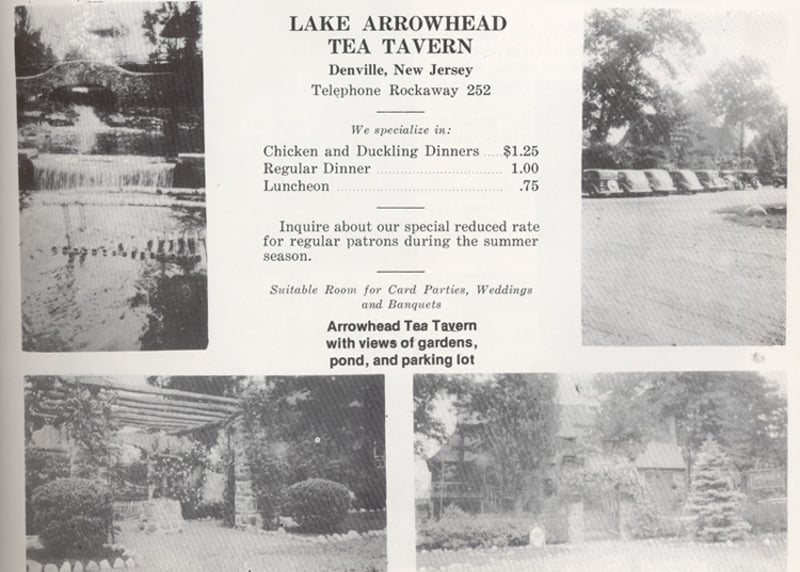 LAKE ARROWHEAD
TEA TAVERN
Denville, New Jersey
Telephone Rockaway 252
We specialize in:
Chicken and Duckling Dinners ..... $1.25
Regular Dinner ................................ 1.00
Luncheon ........................................... .75
Inquire about our special reduced rate
for regular patrons during the summer
season.
Suitable Room for Card Parties, Weddings
and Banquets
Arrowhead Tea Tavern
with views of gardens,
pond, and parking lot